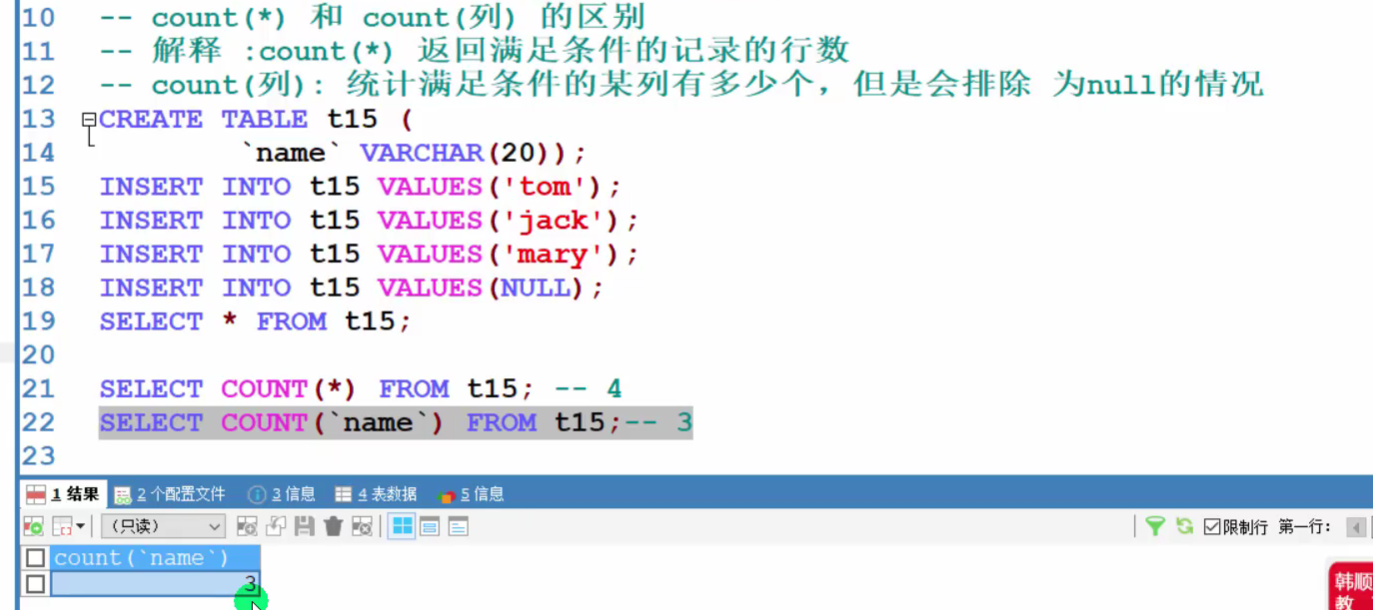 10 -- count(*) 和 count(列) 的区别
11 -- 解释 :count(*) 返回满足条件的记录的行数
12 -- count(列): 统计满足条件的某列有多少个，但是会排除 为null的情况
13 CREATE TABLE t15 (
14 `name` VARCHAR(20));
15 INSERT INTO t15 VALUES('tom');
16 INSERT INTO t15 VALUES('jack');
17 INSERT INTO t15 VALUES('mary');
18 INSERT INTO t15 VALUES(NULL);
19 SELECT * FROM t15;
20
21 SELECT COUNT(*) FROM t15; -- 4
22 SELECT COUNT(`name`) FROM t15;-- 3
23
1 结果 2 个配置文件 3 信息 4 表数据 5 信息
（只读） 限制行 第一行:
count(`name`)
3
韩顺
教